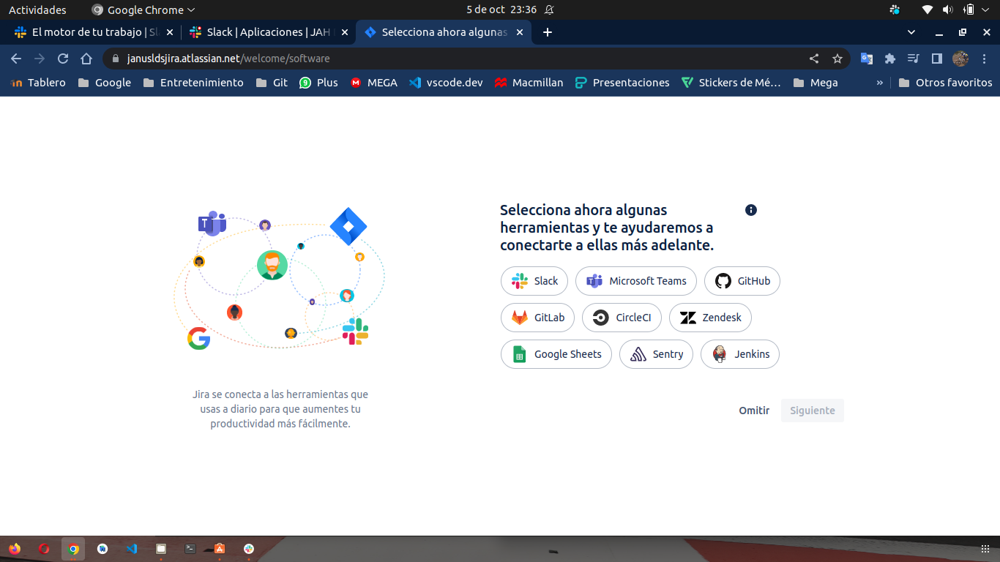 Actividades Google Chrome 5 de oct 23:36
El motor de tu trabajo | Sl Slack | Aplicaciones | JAH Selecciona ahora algunas
janusldsjira.atlassian.net/welcome/software
Tablero Google Entretenimiento Git 9 Plus MEGA vscode.dev Macmillan Presentaciones Stickers de Mé… Mega » Otros favoritos
Selecciona ahora algunas
herramientas y te ayudaremos a
conectarte a ellas más adelante.
Slack Microsoft Teams GitHub
GitLab CircleCI Zendesk
Google Sheets Sentry Jenkins
Jira se conecta a las herramientas que
usas a diario para que aumentes tu
productividad más fácilmente.
Omitir Siguiente